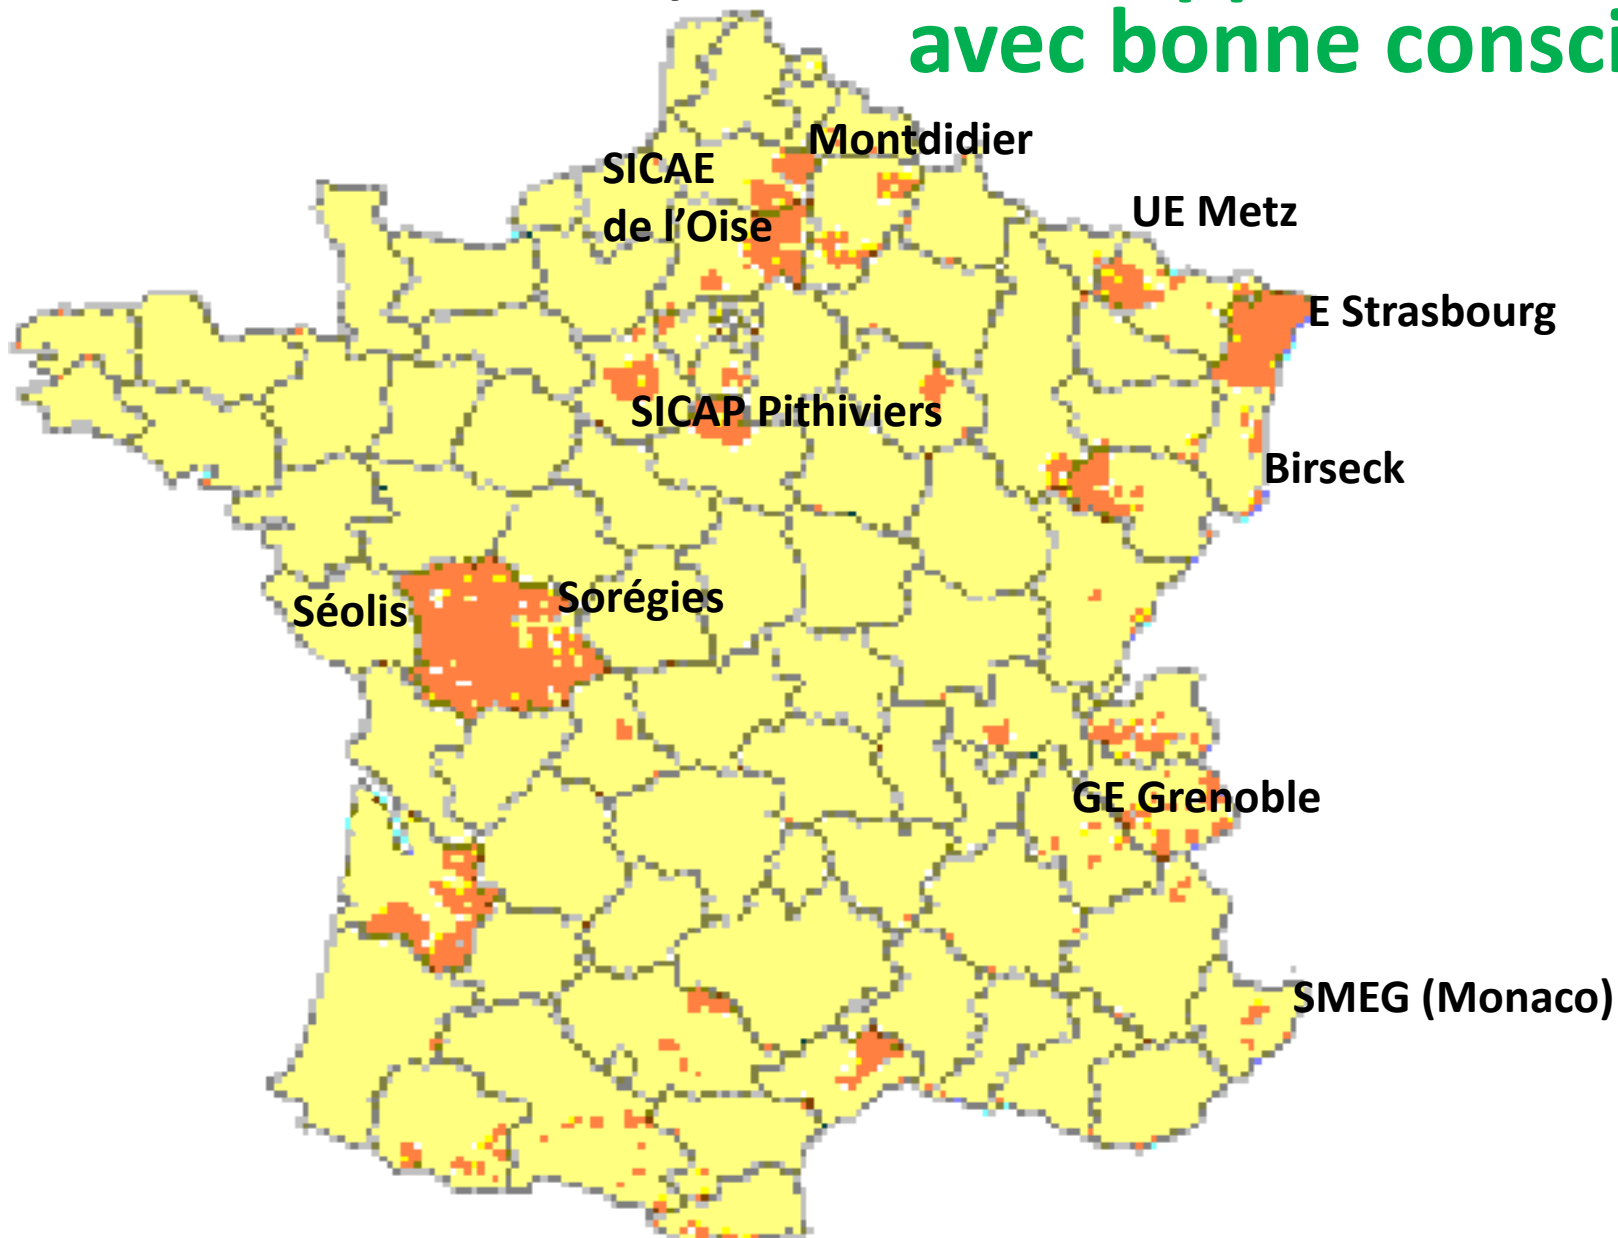 avec bonne consci
Montdidier
SICAE
de l’Oise
UE Metz
E Strasbourg
SICAP Pithiviers
Birseck
Séolis
Sorégies
GE Grenoble
SMEG (Monaco)